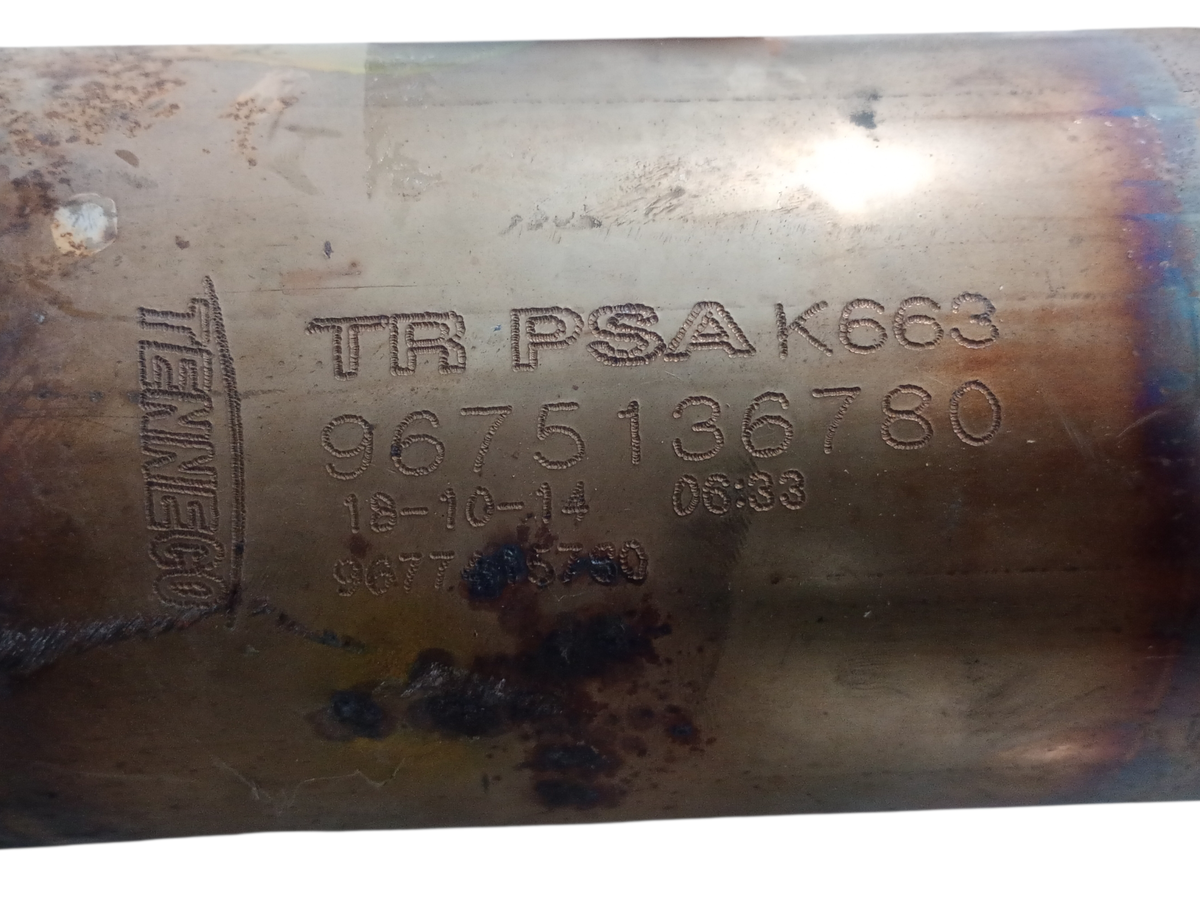 TENNECO
TR PSA K663
9675136780
18-10-14 06:33